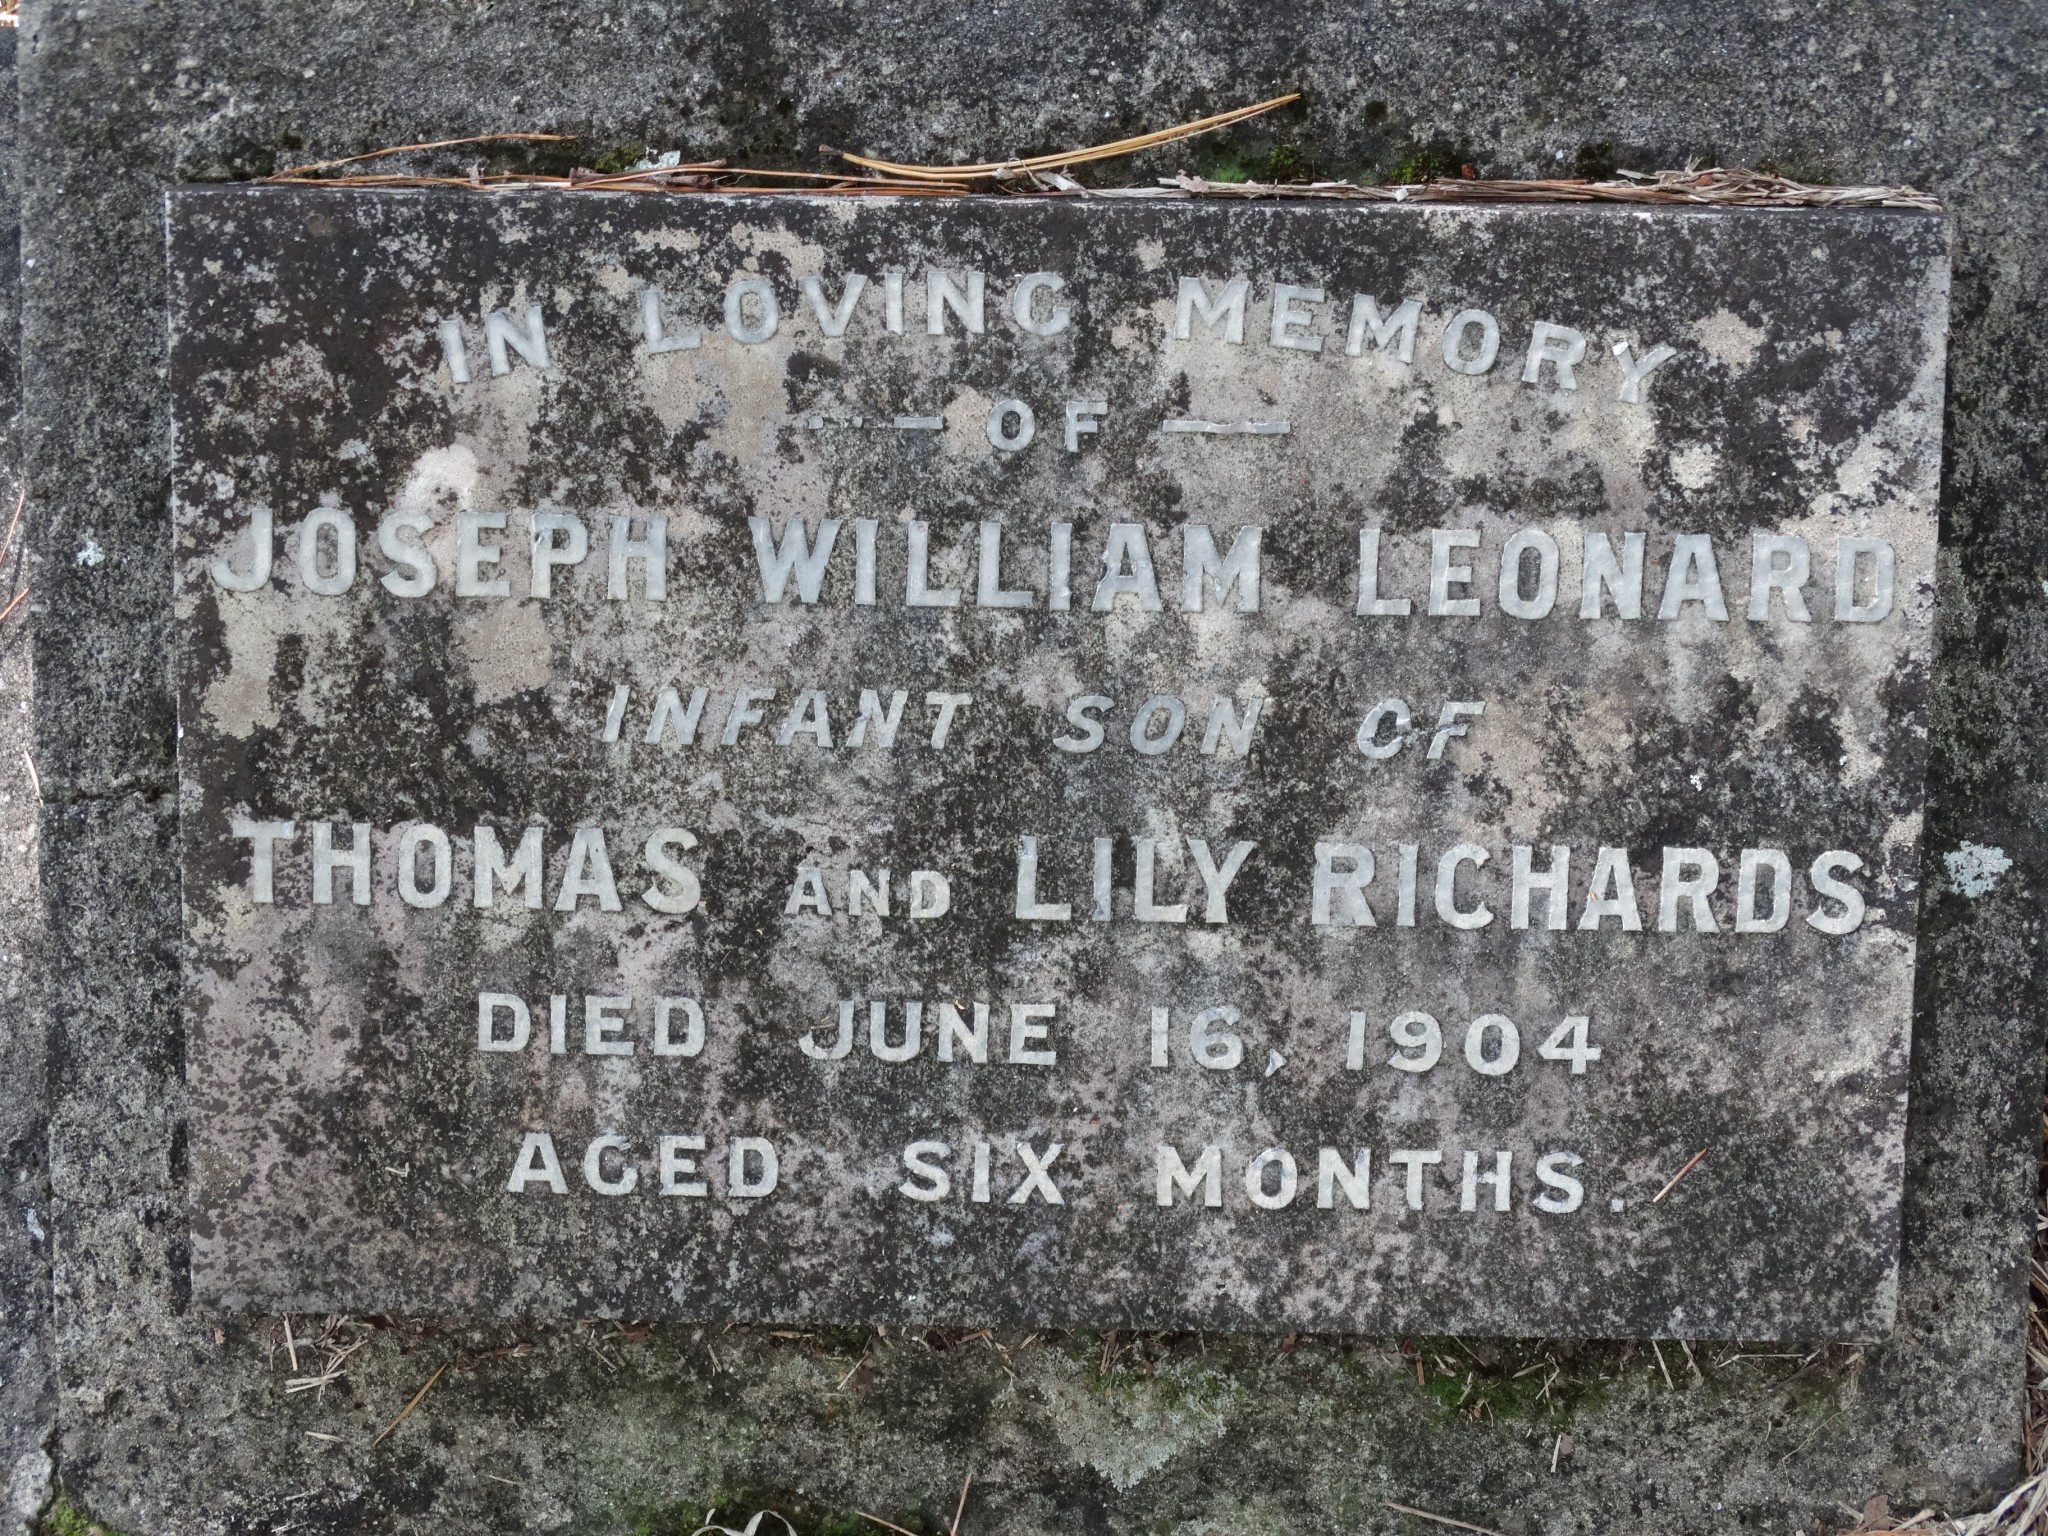 IN LOVING MEMORY
OF
JOSEPH WILLIAM LEONARD
INFANT SON OF
THOMAS AND LILY RICHARDS
DIED JUNE 16, 1904
AGED SIX MONTHS.